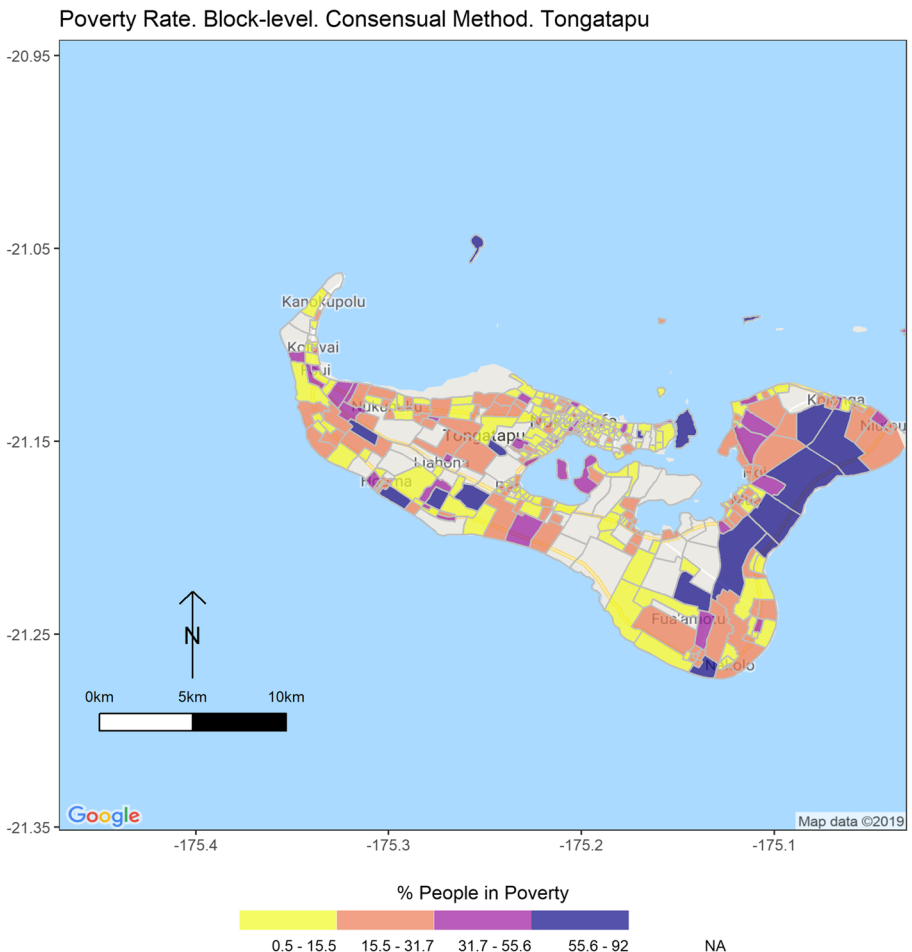 Poverty Rate. Block-level. Consensual Method. Tongatapu
-20.95
-21.05
Kanokupolu
Kolovai
-21.15
Tongatapu
Liahona
-21.25
Fua'amotu
N
0km 5km 10km
Google
Map data ©2019
-21.35
-175.4 -175.3 -175.2 -175.1
% People in Poverty
0.5 - 15.5 15.5 - 31.7 31.7 - 55.6 55.6 - 92 NA